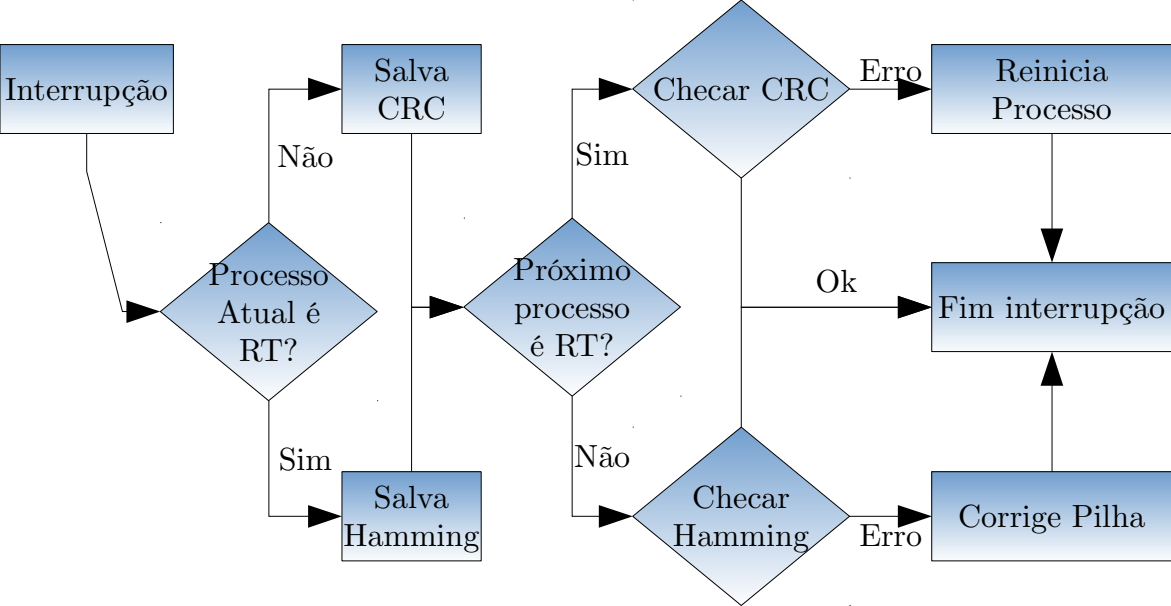 Interrupção
Processo
Atual é
RT?
Não
Sim
Salva
CRC
Salva
Hamming
Próximo
processo
é RT?
Sim
Não
Checar CRC
Erro
Reinicia
Processo
Ok
Fim interrupção
Checar
Hamming
Erro
Corrige Pilha